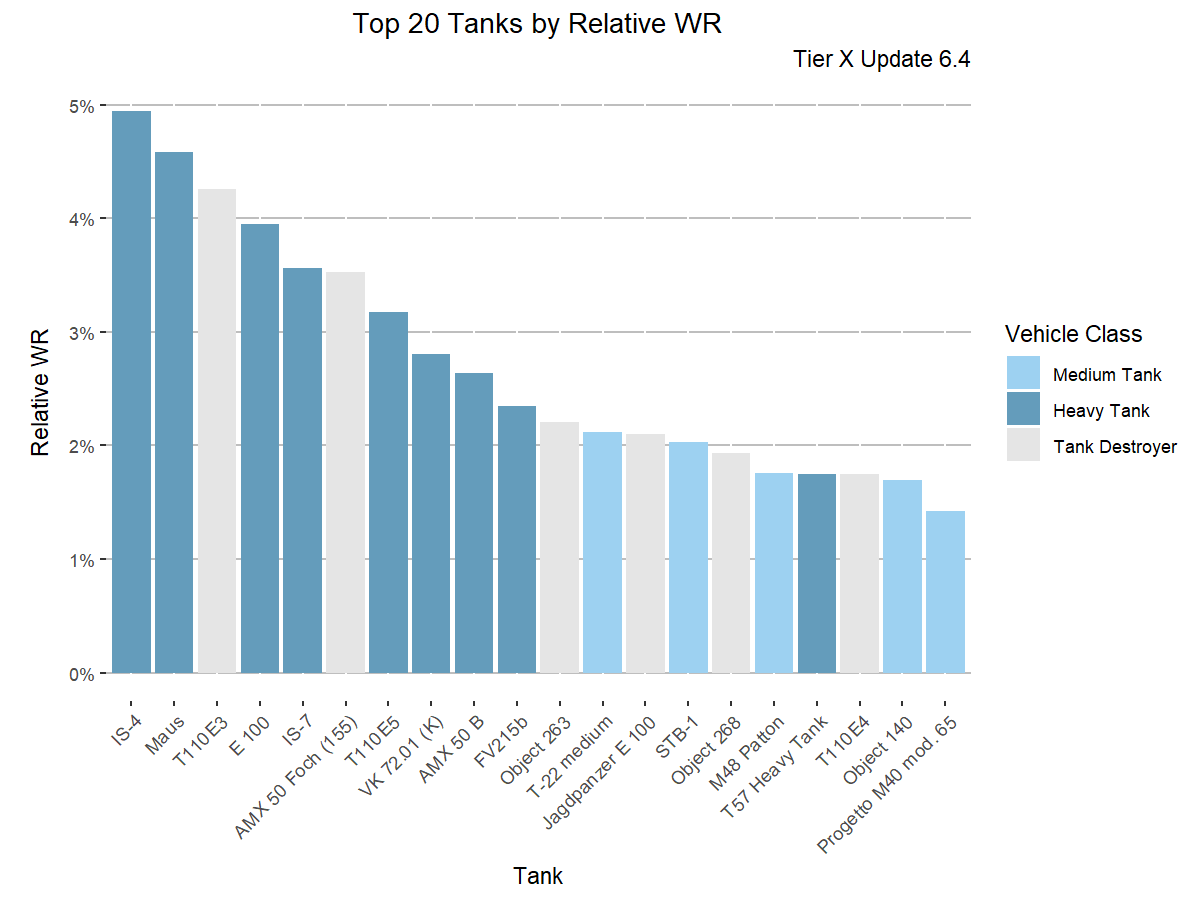 Top 20 Tanks by Relative WR
Tier X Update 6.4
5%
4%
3%
2%
1%
0%
Relative WR
IS-4
Maus
T110E3
E 100
IS-7
AMX 50 Foch (155)
T110E5
VK 72.01 (K)
AMX 50 B
FV215b
Object 263
T-22 medium
Jagdpanzer E 100
STB-1
Object 268
M48 Patton
T57 Heavy Tank
T110E4
Object 140
Progetto M40 mod. 65
Tank
Vehicle Class
Medium Tank
Heavy Tank
Tank Destroyer